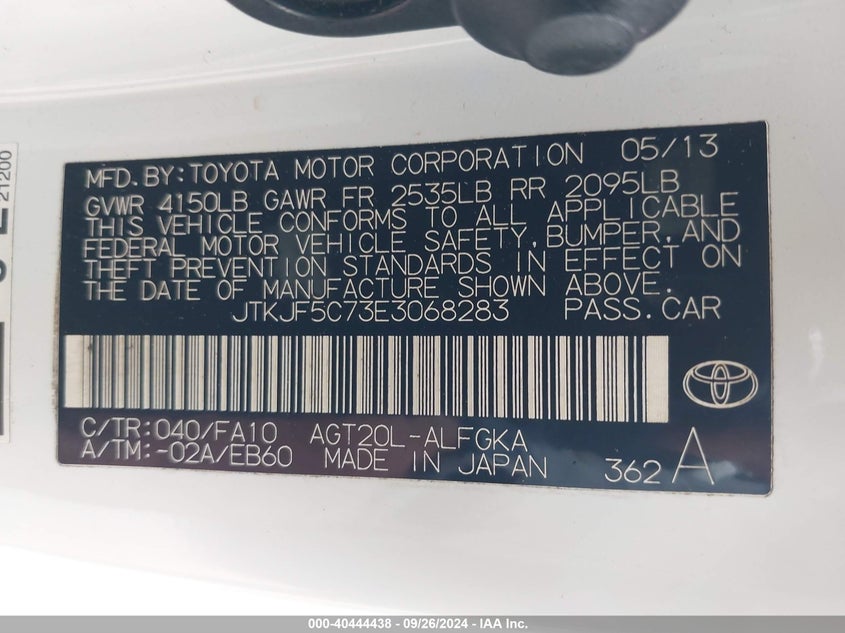 MFD. BY: TOYOTA MOTOR CORPORATION 05/13
GVWR 4150LB GAWR FR 2535LB RR 2095LB
THIS VEHICLE CONFORMS TO ALL APPLICABLE
FEDERAL MOTOR VEHICLE SAFETY, BUMPER, AND
THEFT PREVENTION STANDARDS IN EFFECT ON
THE DATE OF MANUFACTURE SHOWN ABOVE.
JTKJF5C73E3068283 PASS. CAR
C/TR: 040/FA10 AGT20L-ALFGKA
A/TM: -02A/EB60 MADE IN JAPAN 362 A
21200
000-40444438 - 09/26/2024 - IAA Inc.